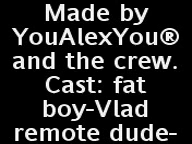 Made by
YouAlexYou®
and the crew.
Cast: fat
boy-Vlad
remote dude-